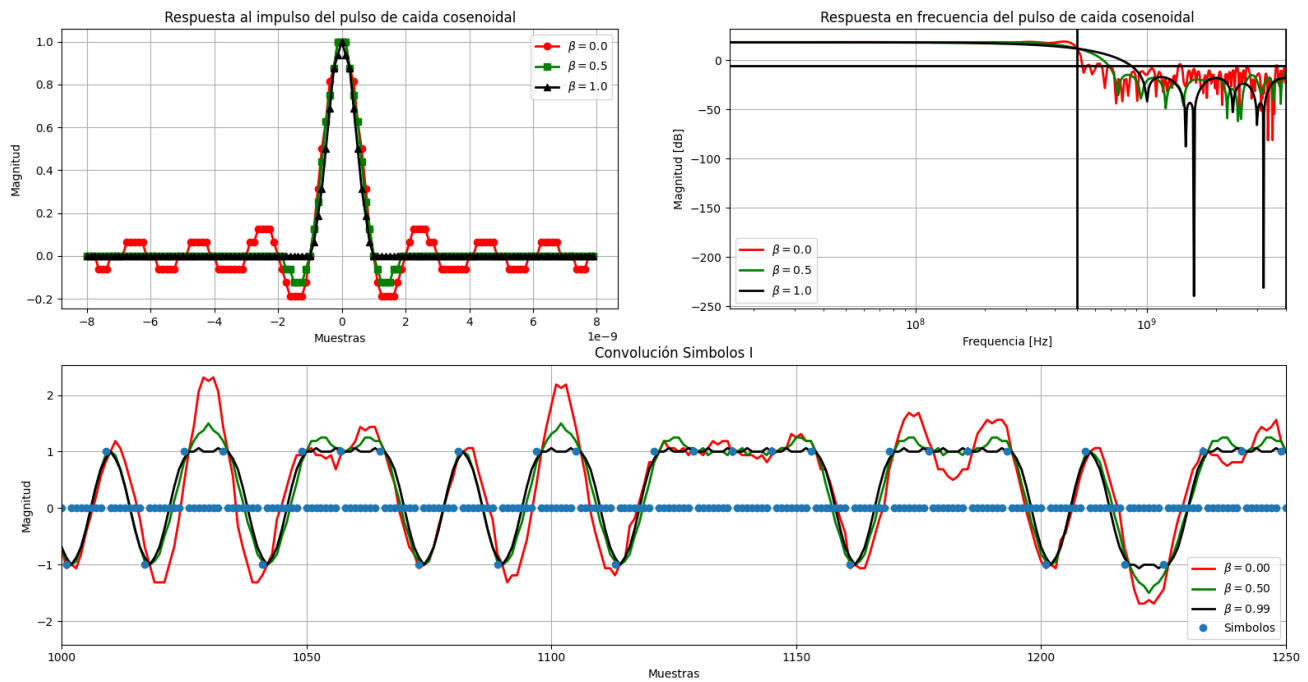 Respuesta al impulso del pulso de caida cosenoidal
Magnitud
1.0
0.8
0.6
0.4
0.2
0.0
−0.2
β = 0.0
β = 0.5
β = 1.0
−8
−6
−4
−2
0
2
4
6
8
Muestras
1e−9
Respuesta en frecuencia del pulso de caida cosenoidal
Magnitud [dB]
0
−50
−100
−150
−200
−250
β = 0.0
β = 0.5
β = 1.0
10⁸
10⁹
Frequencia [Hz]
Convolución Simbolos I
Magnitud
2
1
0
−1
−2
β = 0.00
β = 0.50
β = 0.99
Simbolos
1000
1050
1100
1150
1200
1250
Muestras